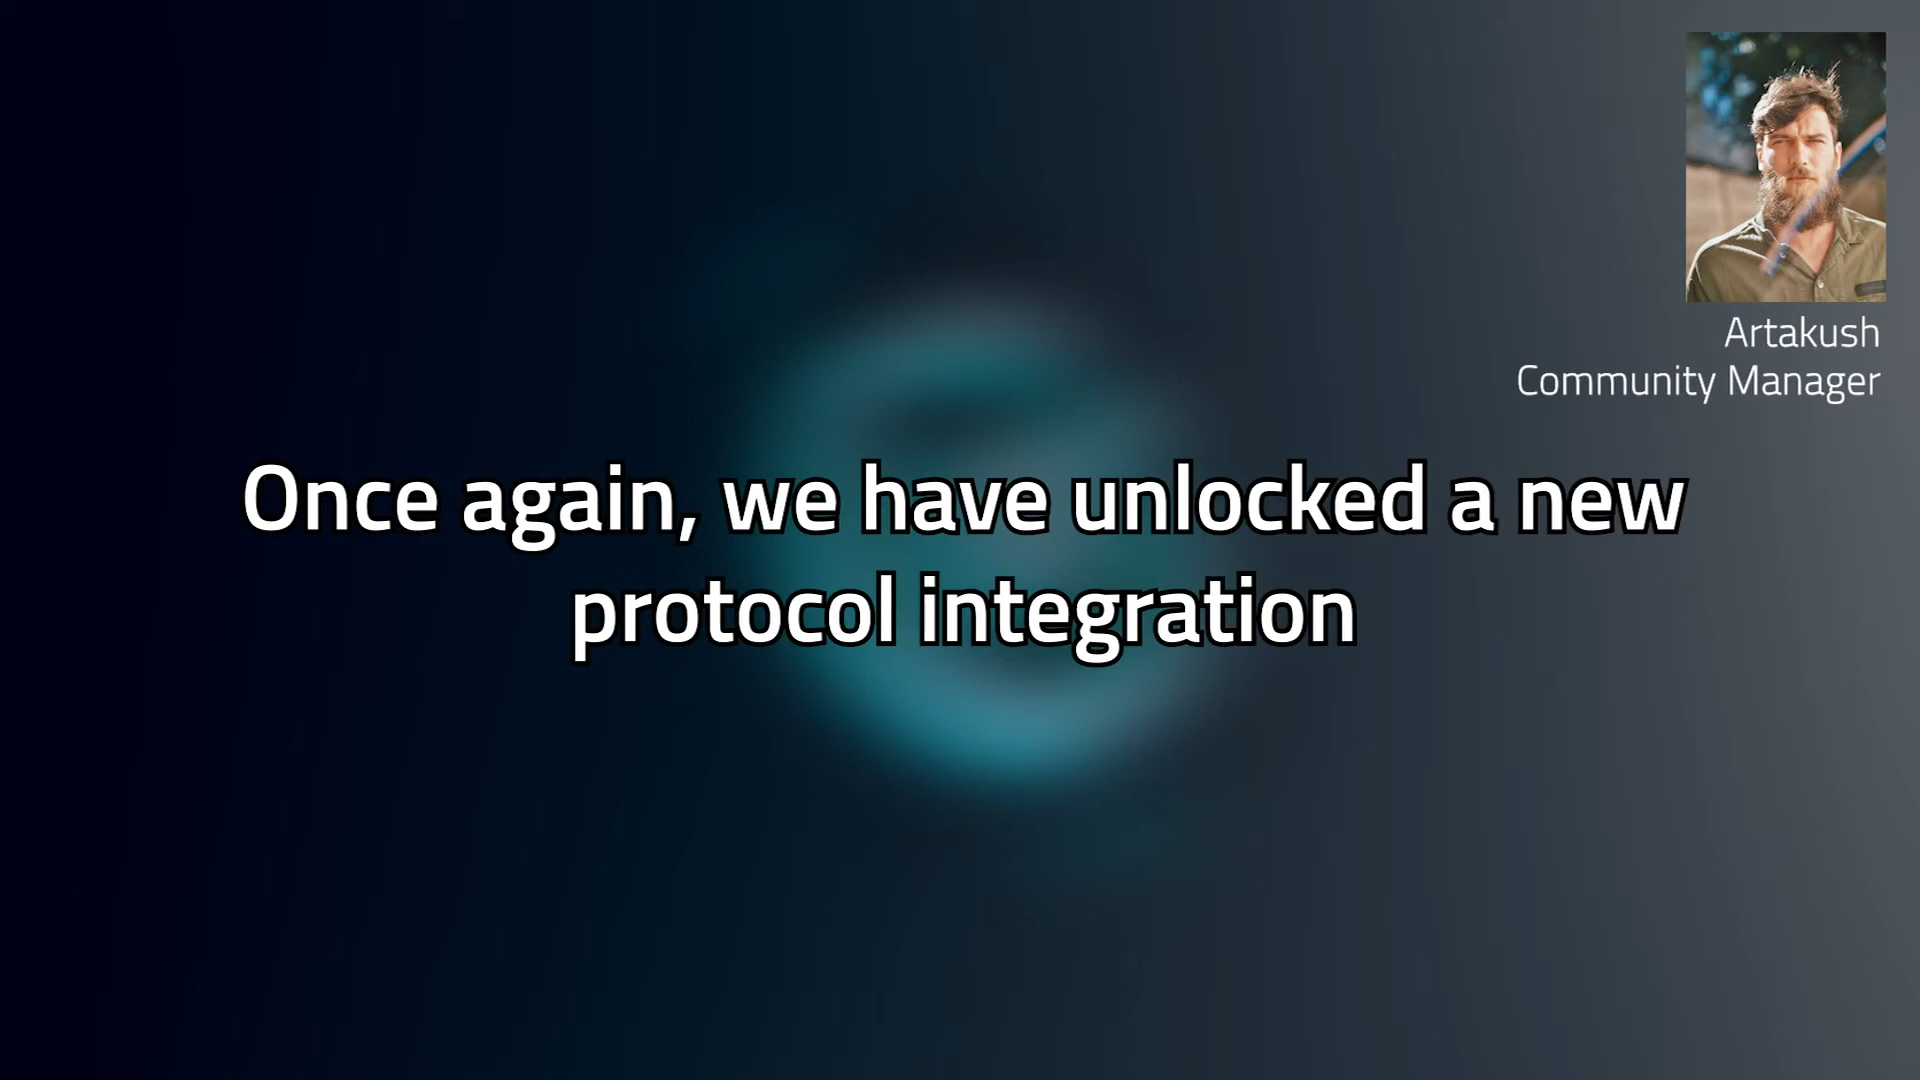 Artakush
Community Manager
Once again, we have unlocked a new
protocol integration